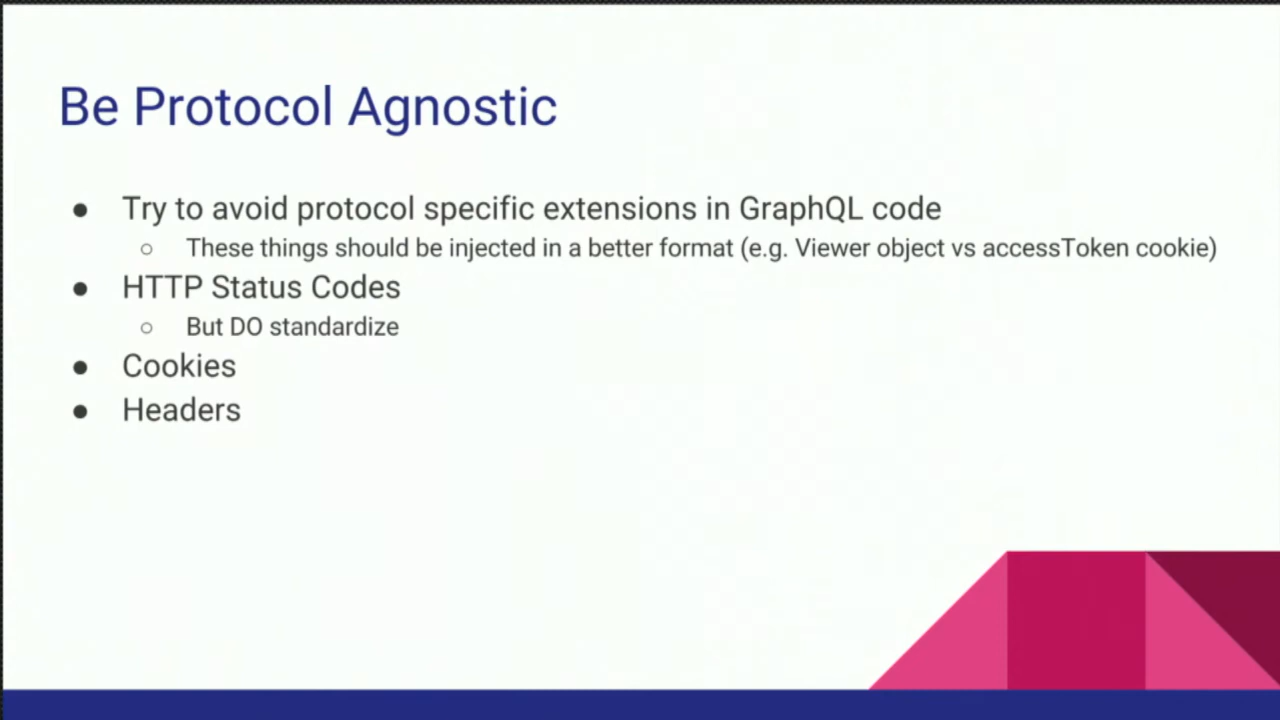 Be Protocol Agnostic
● Try to avoid protocol specific extensions in GraphQL code
○ These things should be injected in a better format (e.g. Viewer object vs accessToken cookie)
● HTTP Status Codes
○ But DO standardize
● Cookies
● Headers